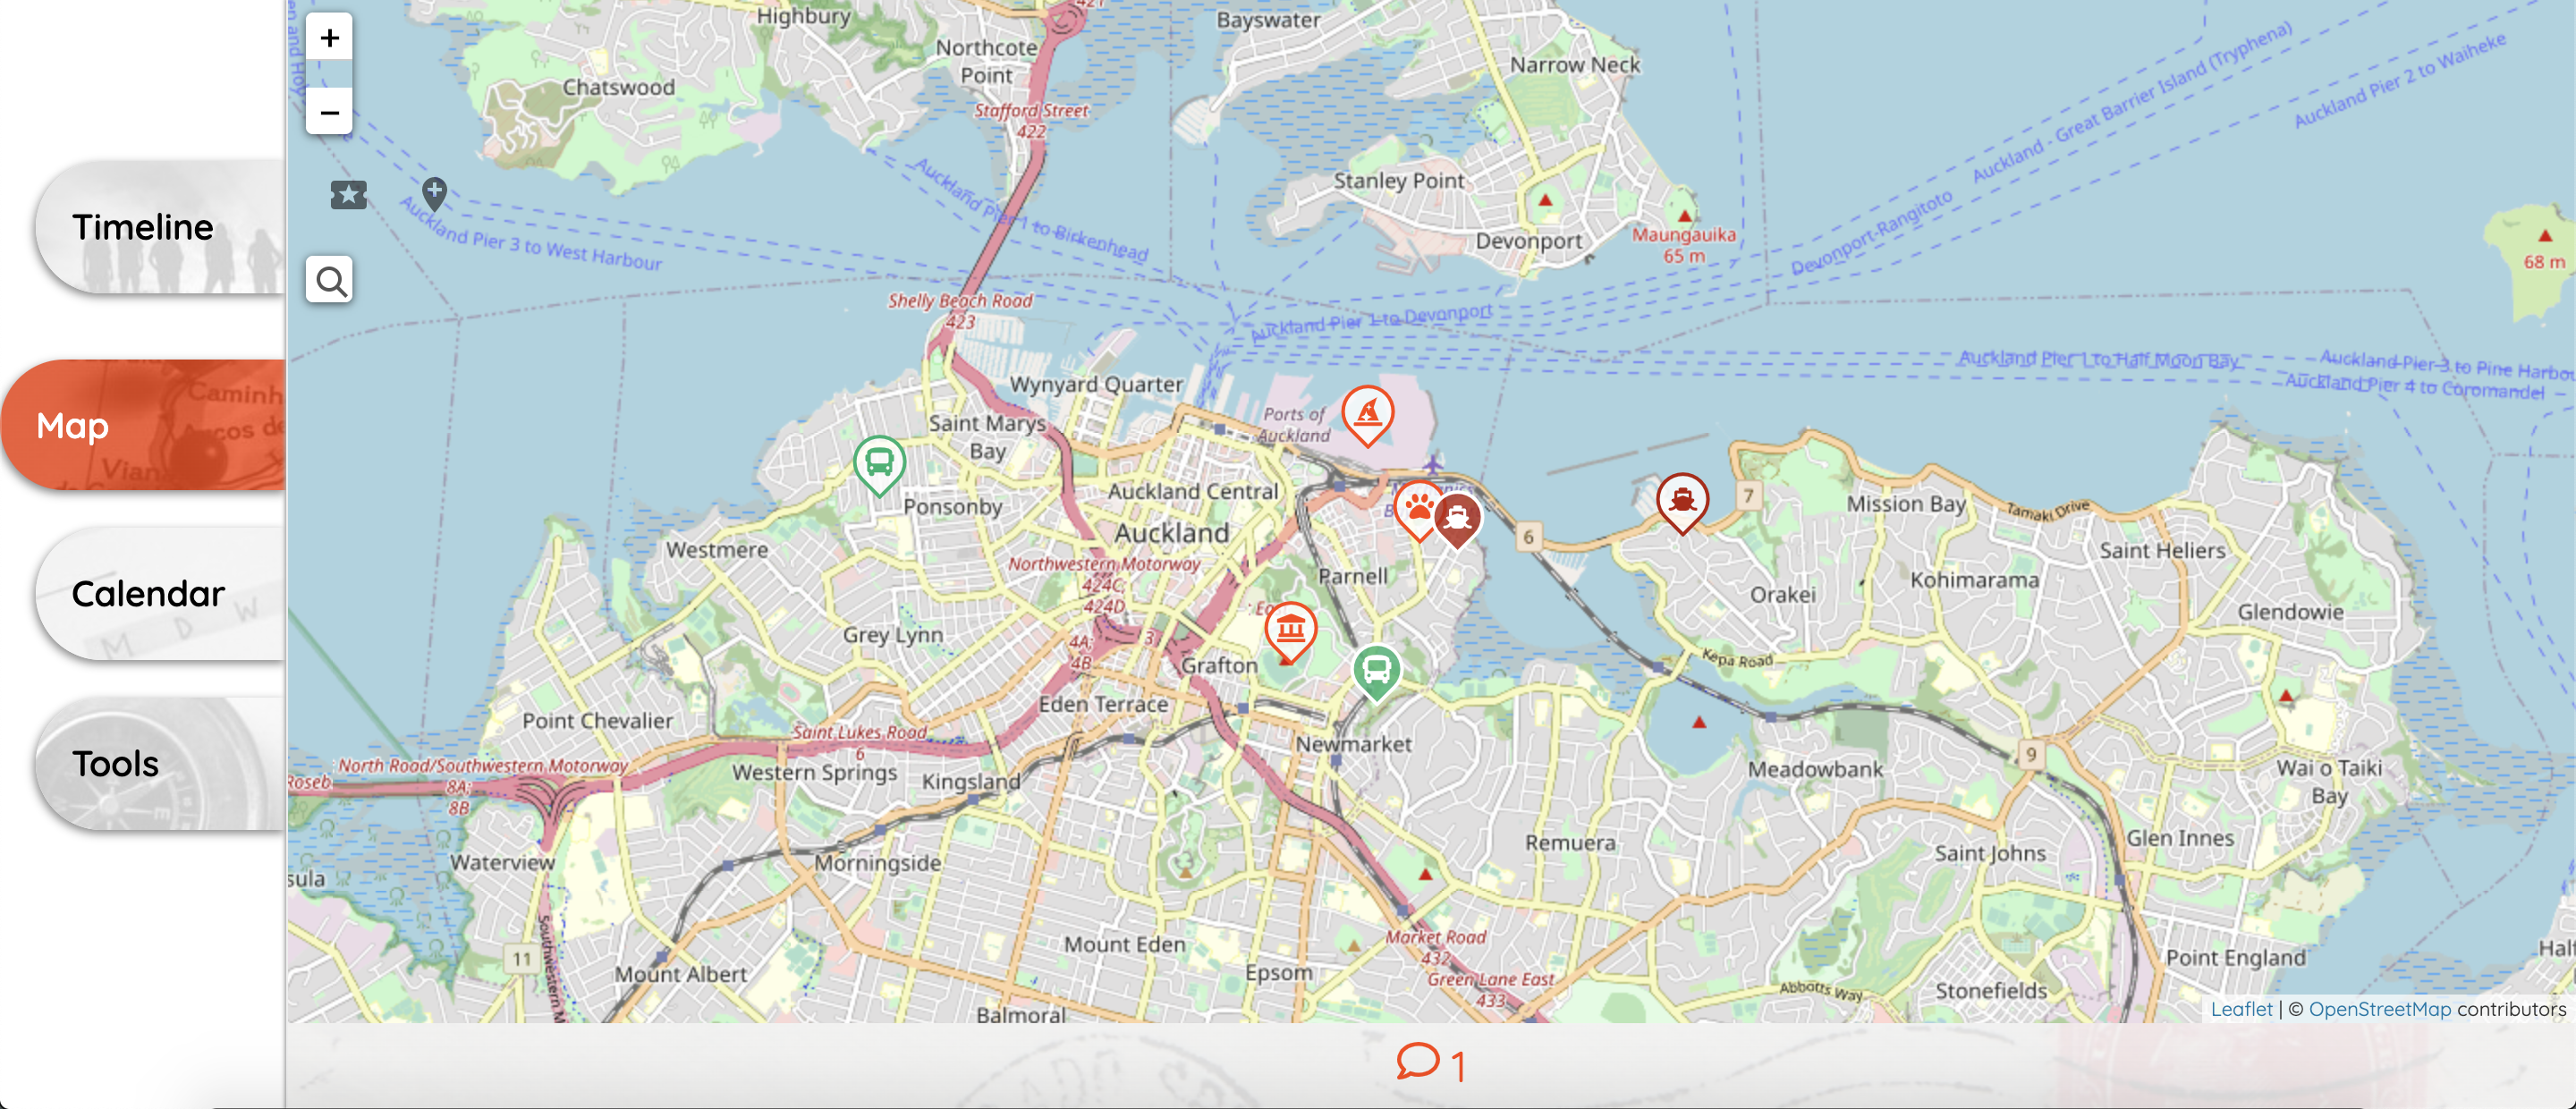 Timeline
Map
Calendar
Tools
+
−
Highbury
Bayswater
Northcote
Point
Chatswood
Narrow Neck
Stafford Street
422
Stanley Point
Auckland Pier 1 to Birkenhead
Auckland Pier 3 to West Harbour
Devonport
Maungauika
65 m
Devonport-Rangitoto
Auckland - Great Barrier Island (Tryphena)
Auckland Pier 2 to Waiheke
68 m
Shelly Beach Road
423
Auckland Pier 1 to Devonport
Auckland Pier 1 to Half Moon Bay
Auckland Pier 3 to Pine Harbou
Auckland Pier 4 to Coromandel
Wynyard Quarter
Saint Marys
Bay
Ports of
Auckland
Auckland Central
Ponsonby
Auckland
Westmere
Northwestern Motorway
424C
424D
7
6
Mission Bay
Tamaki Drive
Saint Heliers
Parnell
Orakei
Kohimarama
Glendowie
Grey Lynn
4A;
4B
3
Grafton
Kepa Road
Eden Terrace
Point Chevalier
Saint Lukes Road
6
Newmarket
North Road/Southwestern Motorway
Roseb
8A;
8B
Western Springs
Kingsland
Meadowbank
9
Wai o Taiki
Bay
Waterview
Morningside
Remuera
Saint Johns
Glen Innes
sula
11
Southwestern M
Mount Albert
Mount Eden
Epsom
Market Road
432
Green Lane East
433
Abbotts Way
Stonefields
Point England
Half
Balmoral
Leaflet | © OpenStreetMap contributors
1